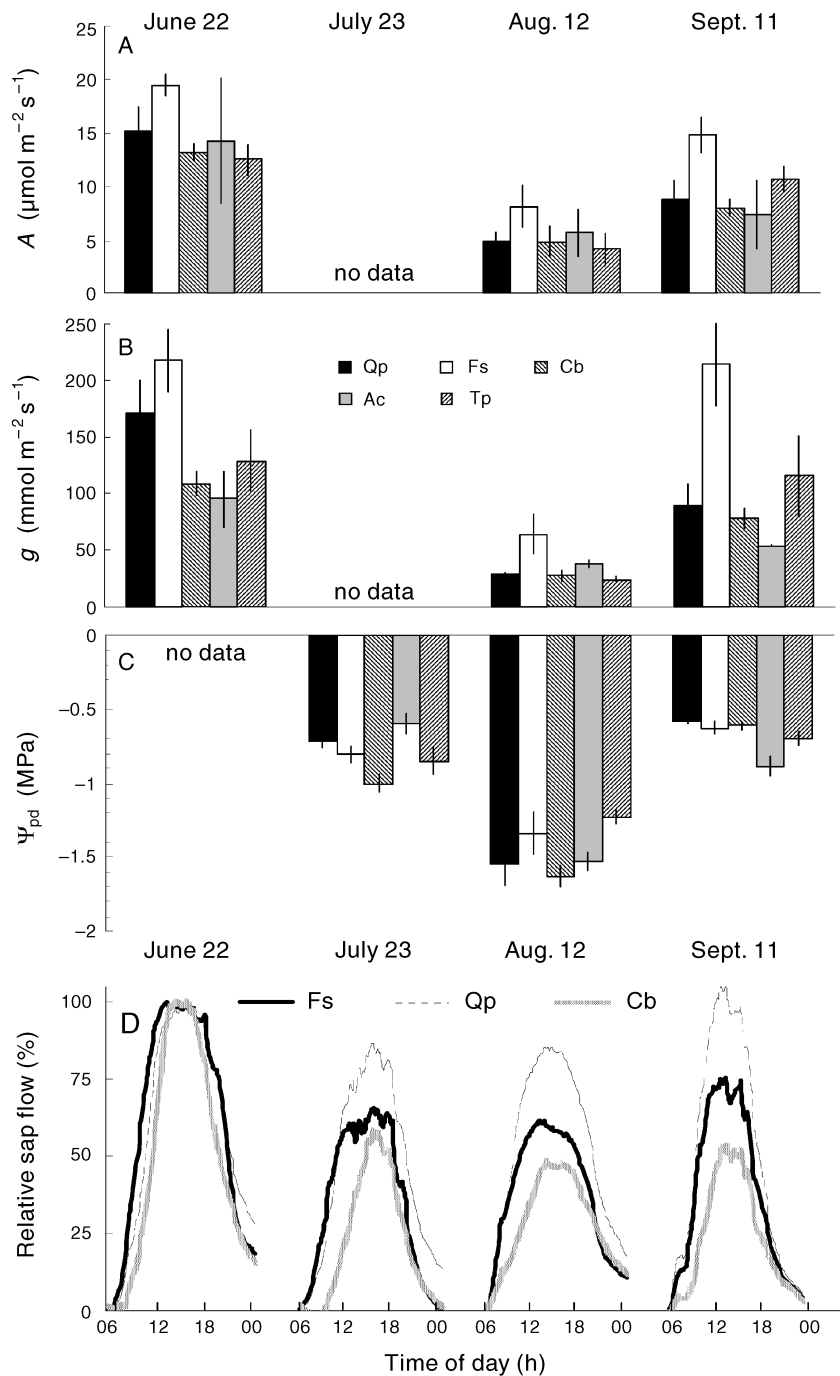 June 22 July 23 Aug. 12 Sept. 11
A
25
20
15
10
5
0
A (μmol m⁻² s⁻¹)
no data
B
250
200
150
100
50
0
g (mmol m⁻² s⁻¹)
Qp Fs Cb
Ac Tp
no data
C
no data
0
−0.5
−1
−1.5
−2
Ψpd (MPa)
June 22 July 23 Aug. 12 Sept. 11
D
Fs Qp Cb
100
75
50
25
0
Relative sap flow (%)
06 12 18 00 06 12 18 00 06 12 18 00 06 12 18 00
Time of day (h)